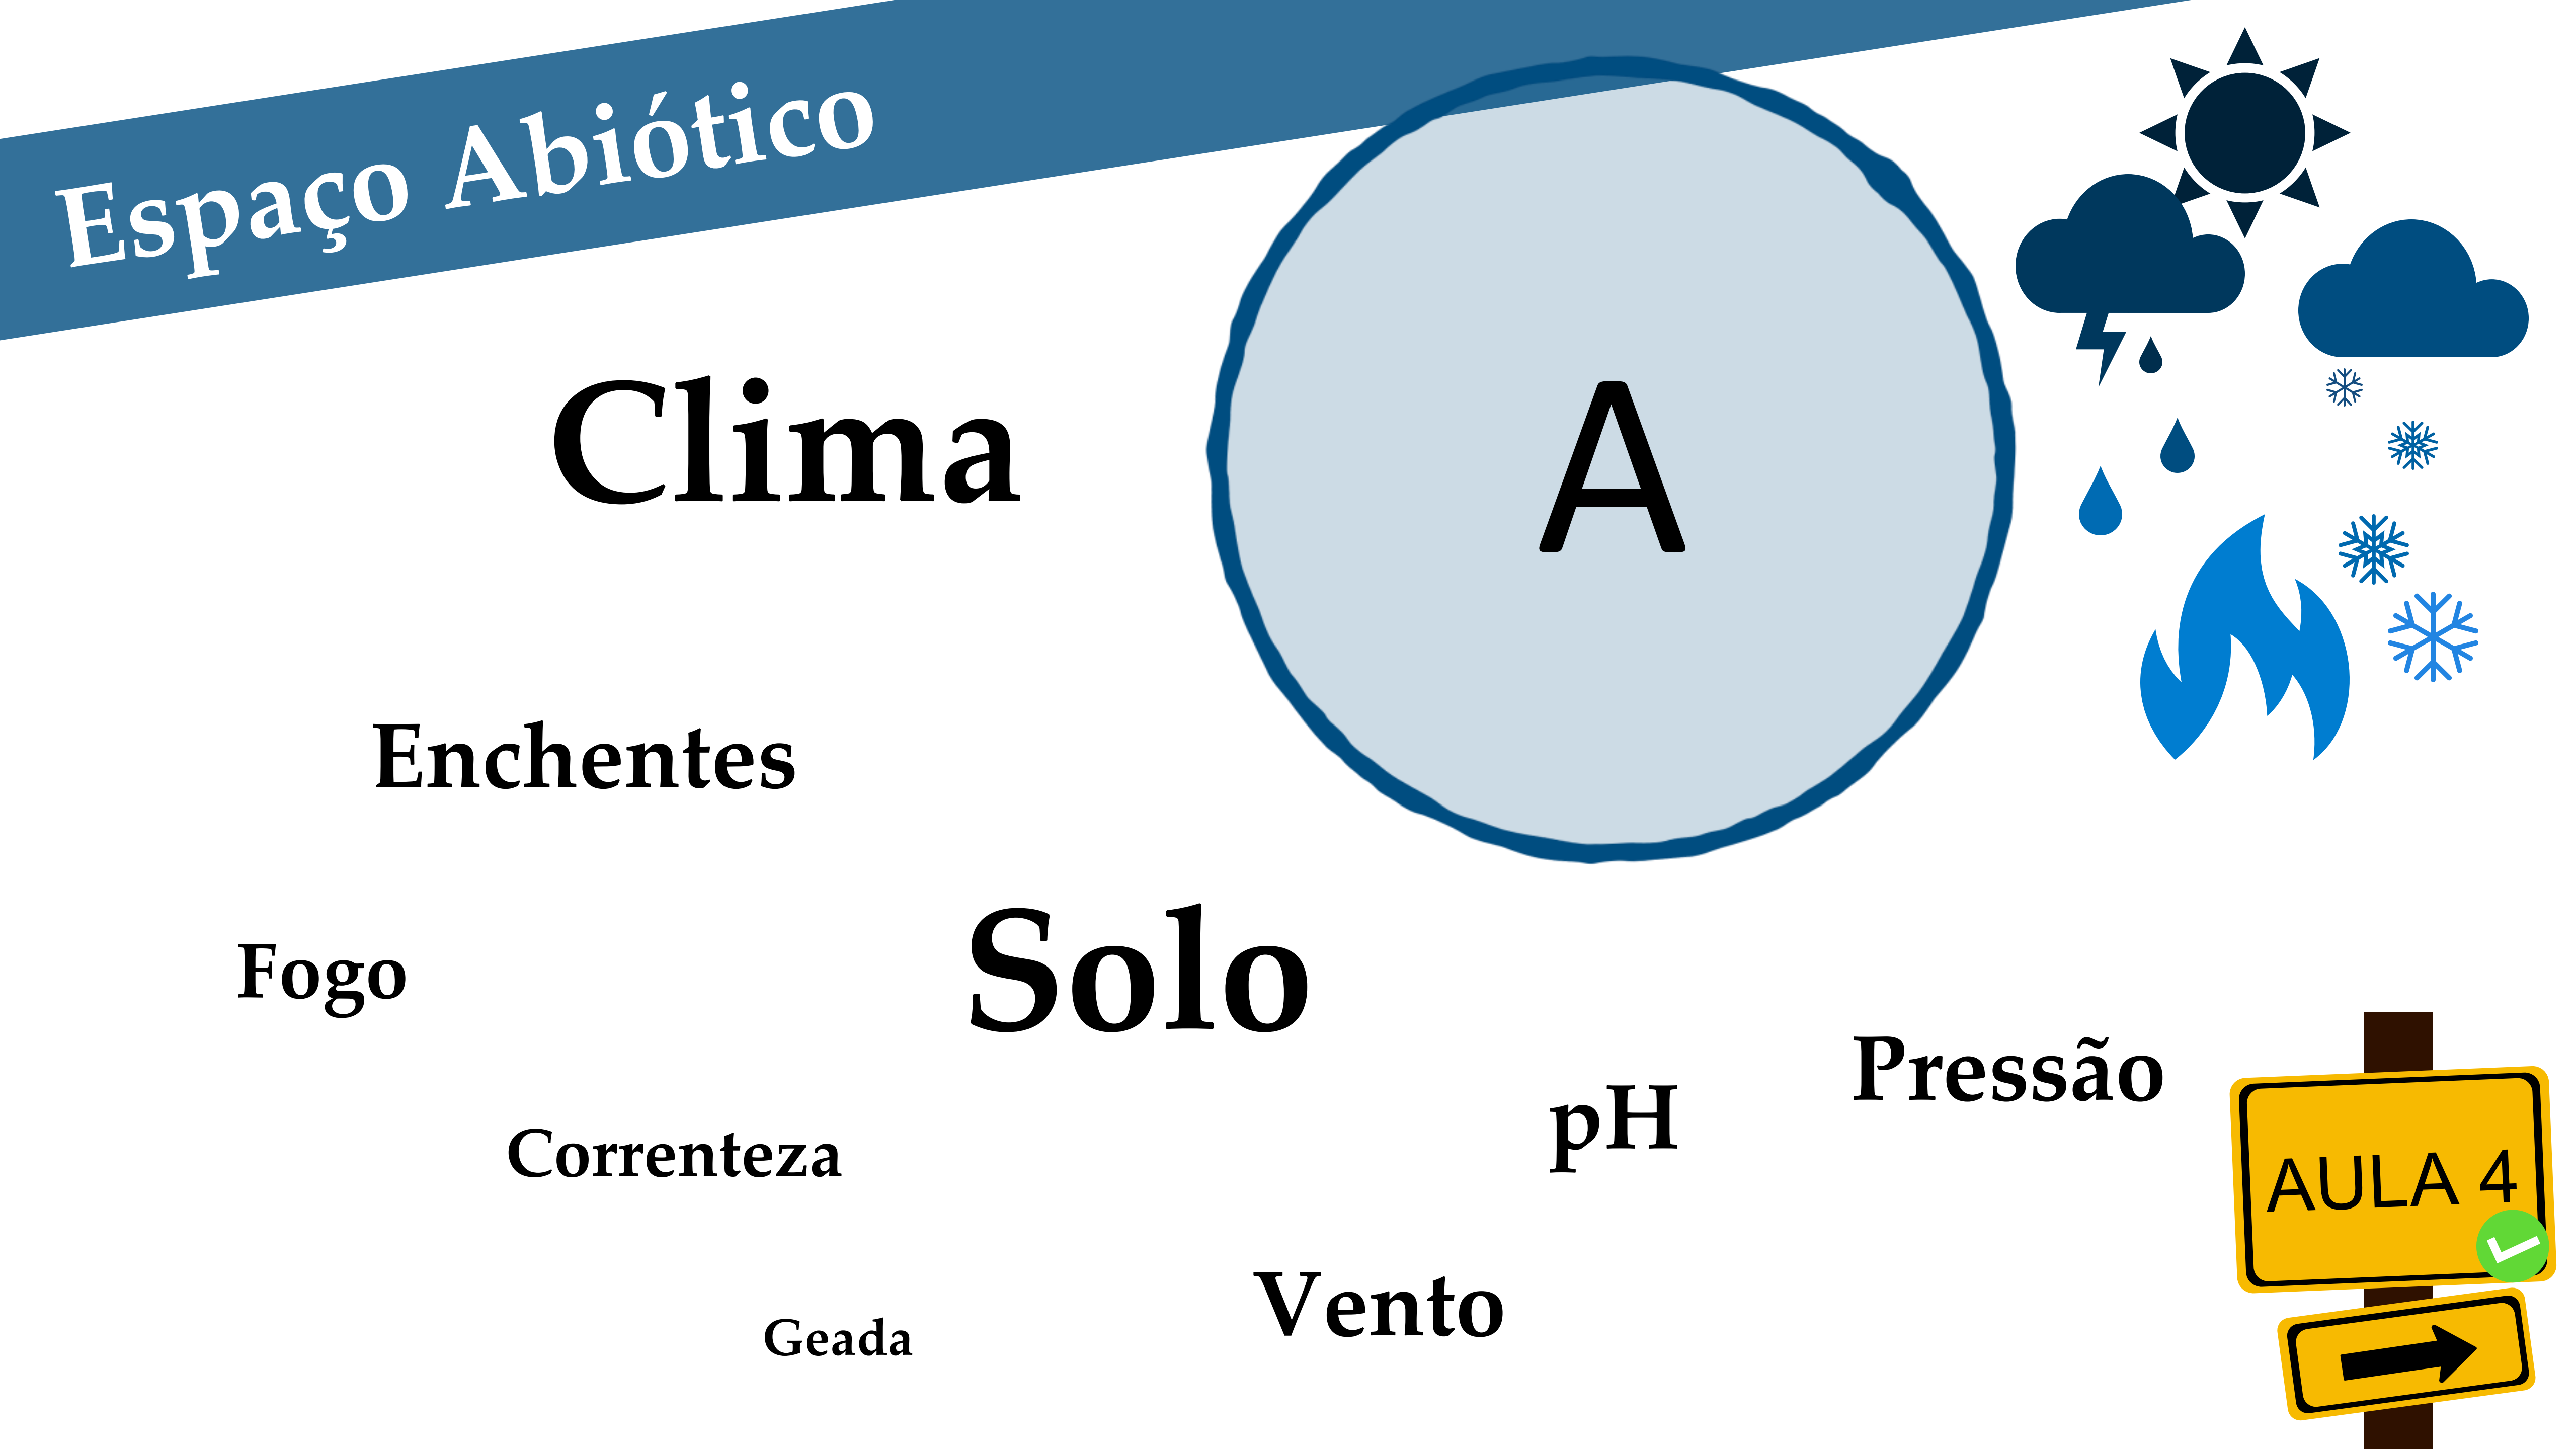 Espaço Abiótico
Clima
A
Enchentes
Solo
Fogo
Pressão
pH
Correnteza
AULA 4
Vento
Geada